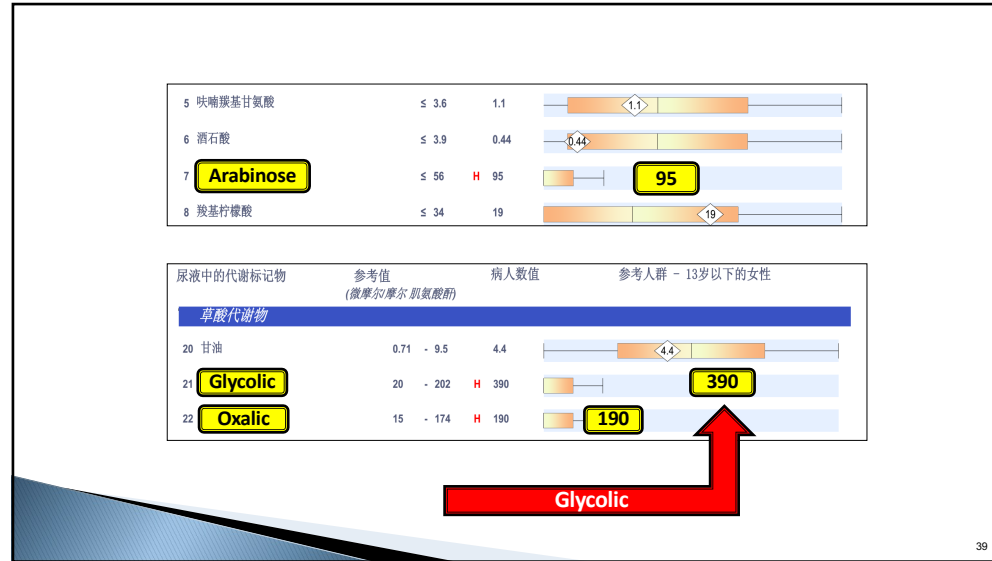 5 呋喃羰基甘氨酸 ≤ 3.6 1.1 1.1
6 酒石酸 ≤ 3.9 0.44 0.44
7 Arabinose ≤ 56 H 95 95
8 羧基柠檬酸 ≤ 34 19 19
尿液中的代谢标记物 参考值 病人数值 参考人群 - 13岁以下的女性
(微摩尔/摩尔 肌氨酸酐)
草酸代谢物
20 甘油 0.71 - 9.5 4.4 4.4
21 Glycolic 20 - 202 H 390 390
22 Oxalic 15 - 174 H 190 190
Glycolic
39